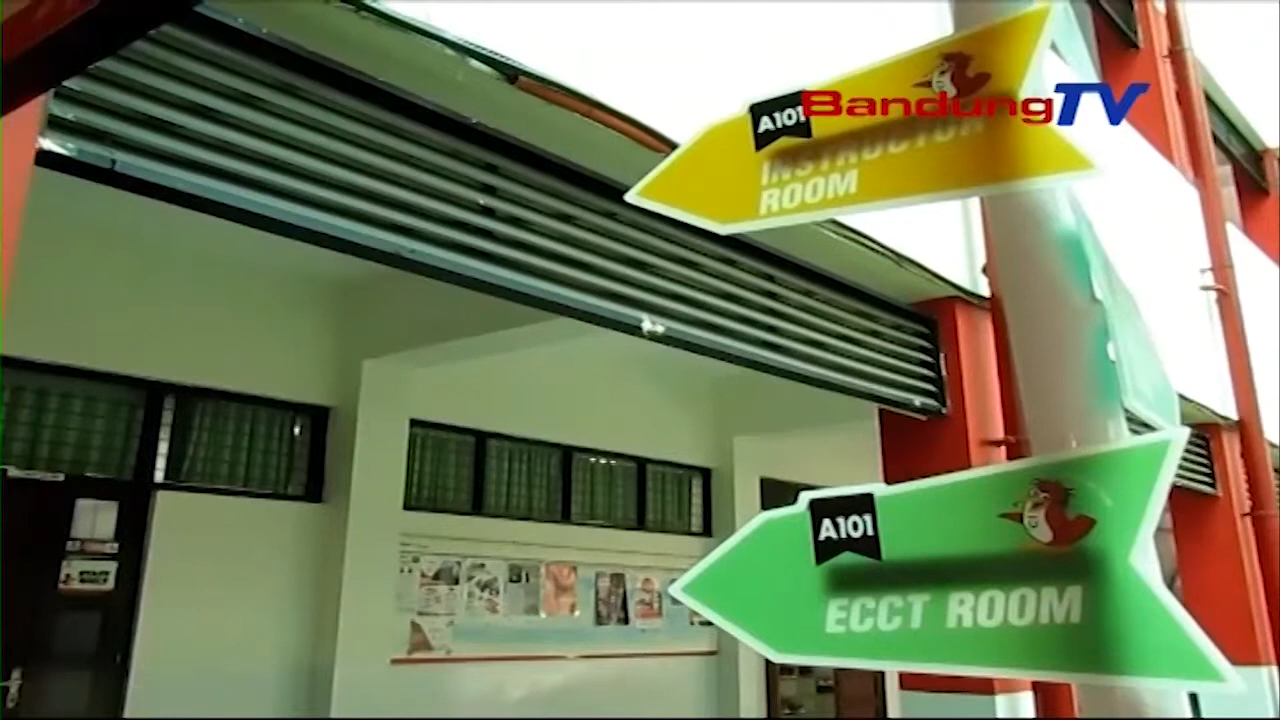 BandungTV
A101
INSTRUCTOR
ROOM
A101
ECCT ROOM